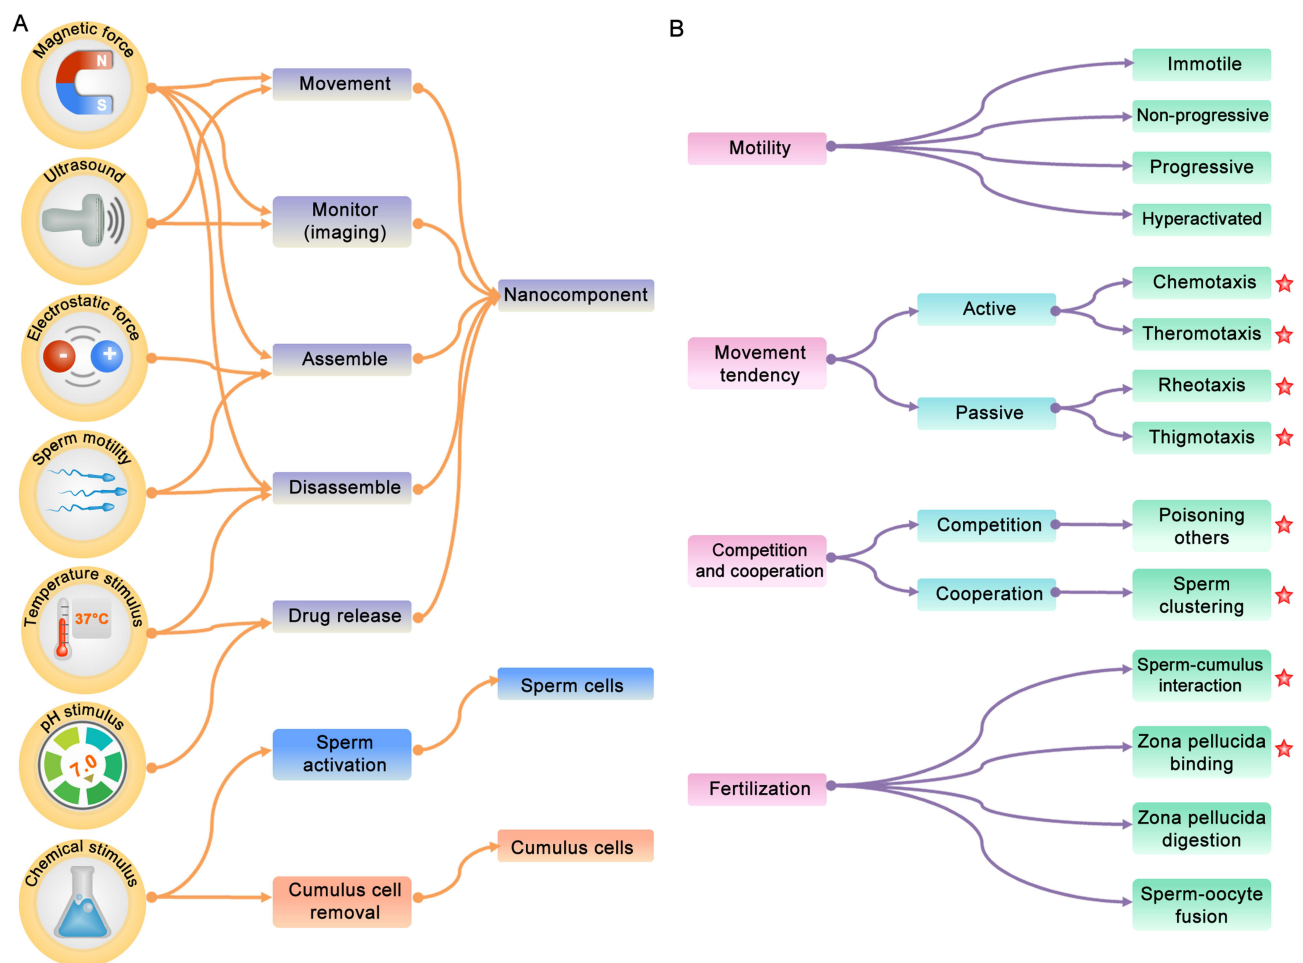 A
Magnetic force
N
S
Movement
Ultrasound
Monitor
(imaging)
Nanocomponent
Electrostatic force
-
+
Assemble
Sperm motility
Disassemble
Temperature stimulus
37°C
Drug release
Sperm cells
pH stimulus
7.0
Sperm
activation
Cumulus cells
Chemical stimulus
Cumulus cell
removal
B
Motility
Immotile
Non-progressive
Progressive
Hyperactivated
Movement
tendency
Active
Chemotaxis
Theromotaxis
Passive
Rheotaxis
Thigmotaxis
Competition
and cooperation
Competition
Poisoning
others
Cooperation
Sperm
clustering
Fertilization
Sperm-cumulus
interaction
Zona pellucida
binding
Zona pellucida
digestion
Sperm-oocyte
fusion